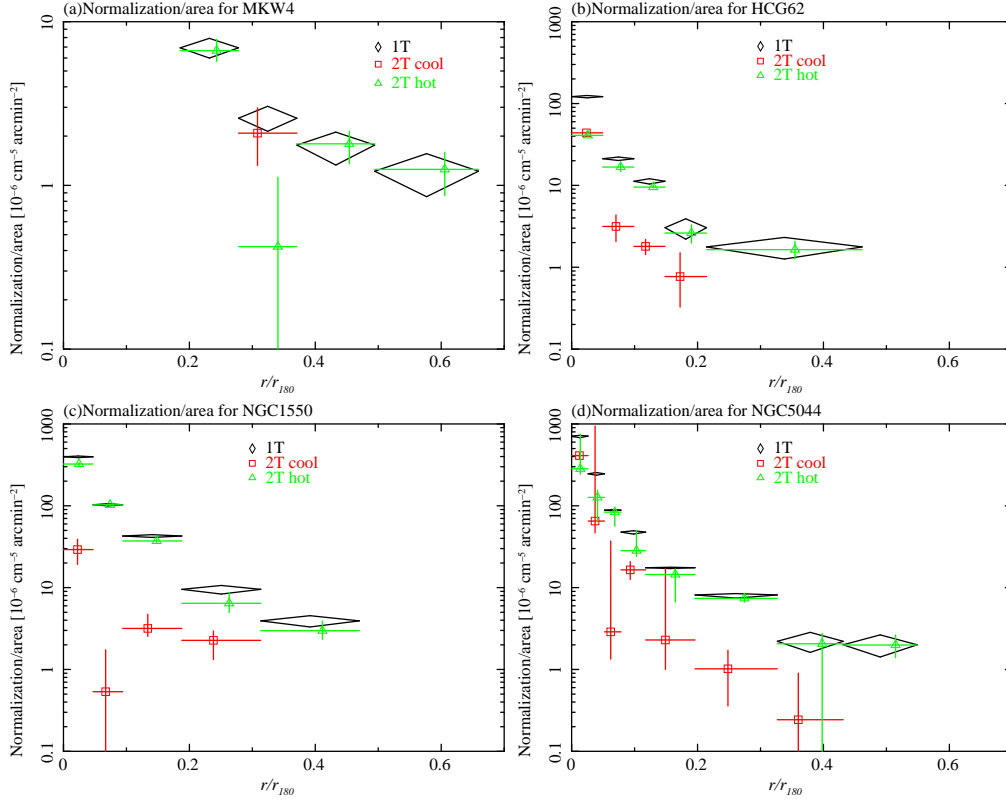 (a)Normalization/area for MKW4
Normalization/area [10⁻⁶ cm⁻⁵ arcmin⁻²]
10
1
0.1
1T
2T cool
2T hot
0
0.2
0.4
0.6
r/r₁₈₀
(b)Normalization/area for HCG62
Normalization/area [10⁻⁶ cm⁻⁵ arcmin⁻²]
1000
100
10
1
0.1
1T
2T cool
2T hot
0
0.2
0.4
0.6
r/r₁₈₀
(c)Normalization/area for NGC1550
Normalization/area [10⁻⁶ cm⁻⁵ arcmin⁻²]
1000
100
10
1
0.1
1T
2T cool
2T hot
0
0.2
0.4
0.6
r/r₁₈₀
(d)Normalization/area for NGC5044
Normalization/area [10⁻⁶ cm⁻⁵ arcmin⁻²]
1000
100
10
1
0.1
1T
2T cool
2T hot
0
0.2
0.4
0.6
r/r₁₈₀